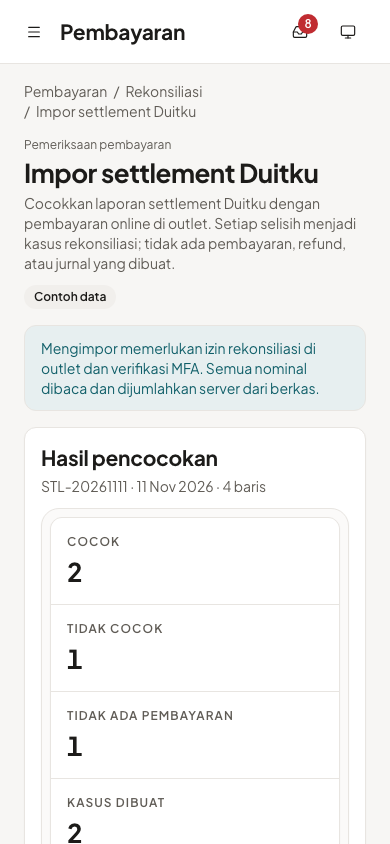 Pembayaran
8
Pembayaran / Rekonsiliasi
/ Impor settlement Duitku
Pemeriksaan pembayaran
Impor settlement Duitku
Cocokkan laporan settlement Duitku dengan
pembayaran online di outlet. Setiap selisih menjadi
kasus rekonsiliasi; tidak ada pembayaran, refund,
atau jurnal yang dibuat.
Contoh data
Mengimpor memerlukan izin rekonsiliasi di
outlet dan verifikasi MFA. Semua nominal
dibaca dan dijumlahkan server dari berkas.
Hasil pencocokan
STL-20261111 · 11 Nov 2026 · 4 baris
COCOK
2
TIDAK COCOK
1
TIDAK ADA PEMBAYARAN
1
KASUS DIBUAT
2